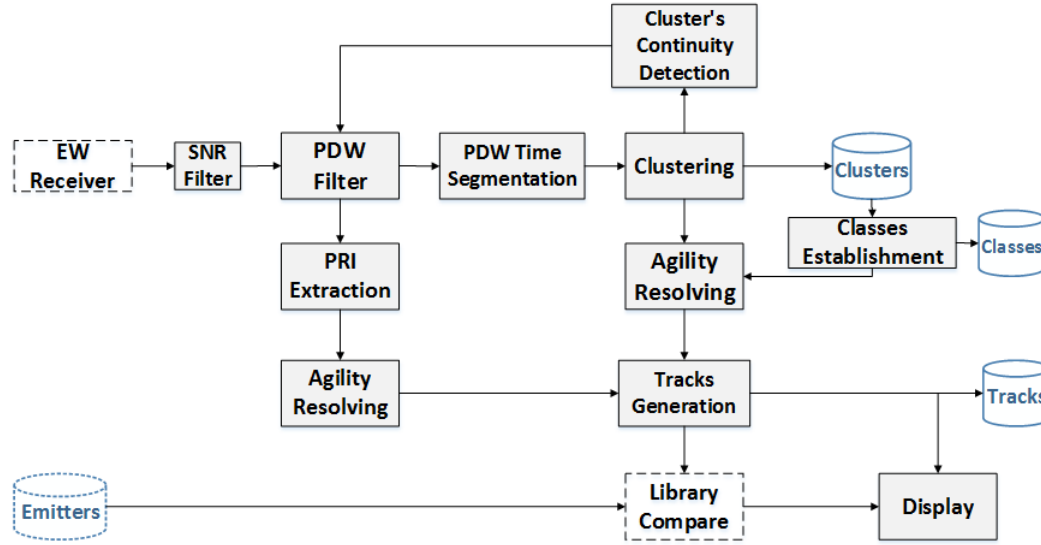 Cluster's
Continuity
Detection
EW
Receiver
SNR
Filter
PDW
Filter
PDW Time
Segmentation
Clustering
Clusters
Classes
Establishment
Classes
PRI
Extraction
Agility
Resolving
Agility
Resolving
Tracks
Generation
Tracks
Emitters
Library
Compare
Display